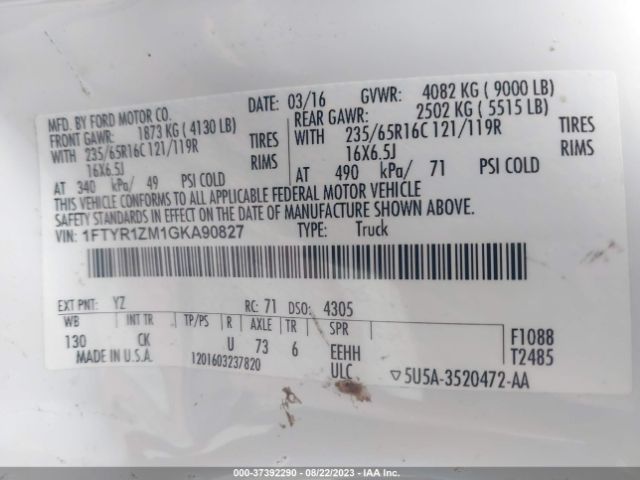 MFD. BY FORD MOTOR CO. DATE: 03/16 GVWR: 4082 KG ( 9000 LB)
FRONT GAWR: 1873 KG ( 4130 LB) REAR GAWR: 2502 KG ( 5515 LB)
WITH 235/65R16C 121/119R TIRES WITH 235/65R16C 121/119R TIRES
16X6.5J RIMS 16X6.5J RIMS
AT 340 kPa/ 49 PSI COLD AT 490 kPa/ 71 PSI COLD
THIS VEHICLE CONFORMS TO ALL APPLICABLE FEDERAL MOTOR VEHICLE
SAFETY STANDARDS IN EFFECT ON THE DATE OF MANUFACTURE SHOWN ABOVE.
VIN: 1FTYR1ZM1GKA90827 TYPE: Truck
EXT PNT: YZ RC: 71 DSO: 4305
WB INT TR TP/PS R AXLE TR SPR F1088
130 CK U 73 6 EEHH T2485
MADE IN U.S.A. 1201603237820 ULC ▽5U5A-3520472-AA
000-37392290 - 08/22/2023 - IAA Inc.